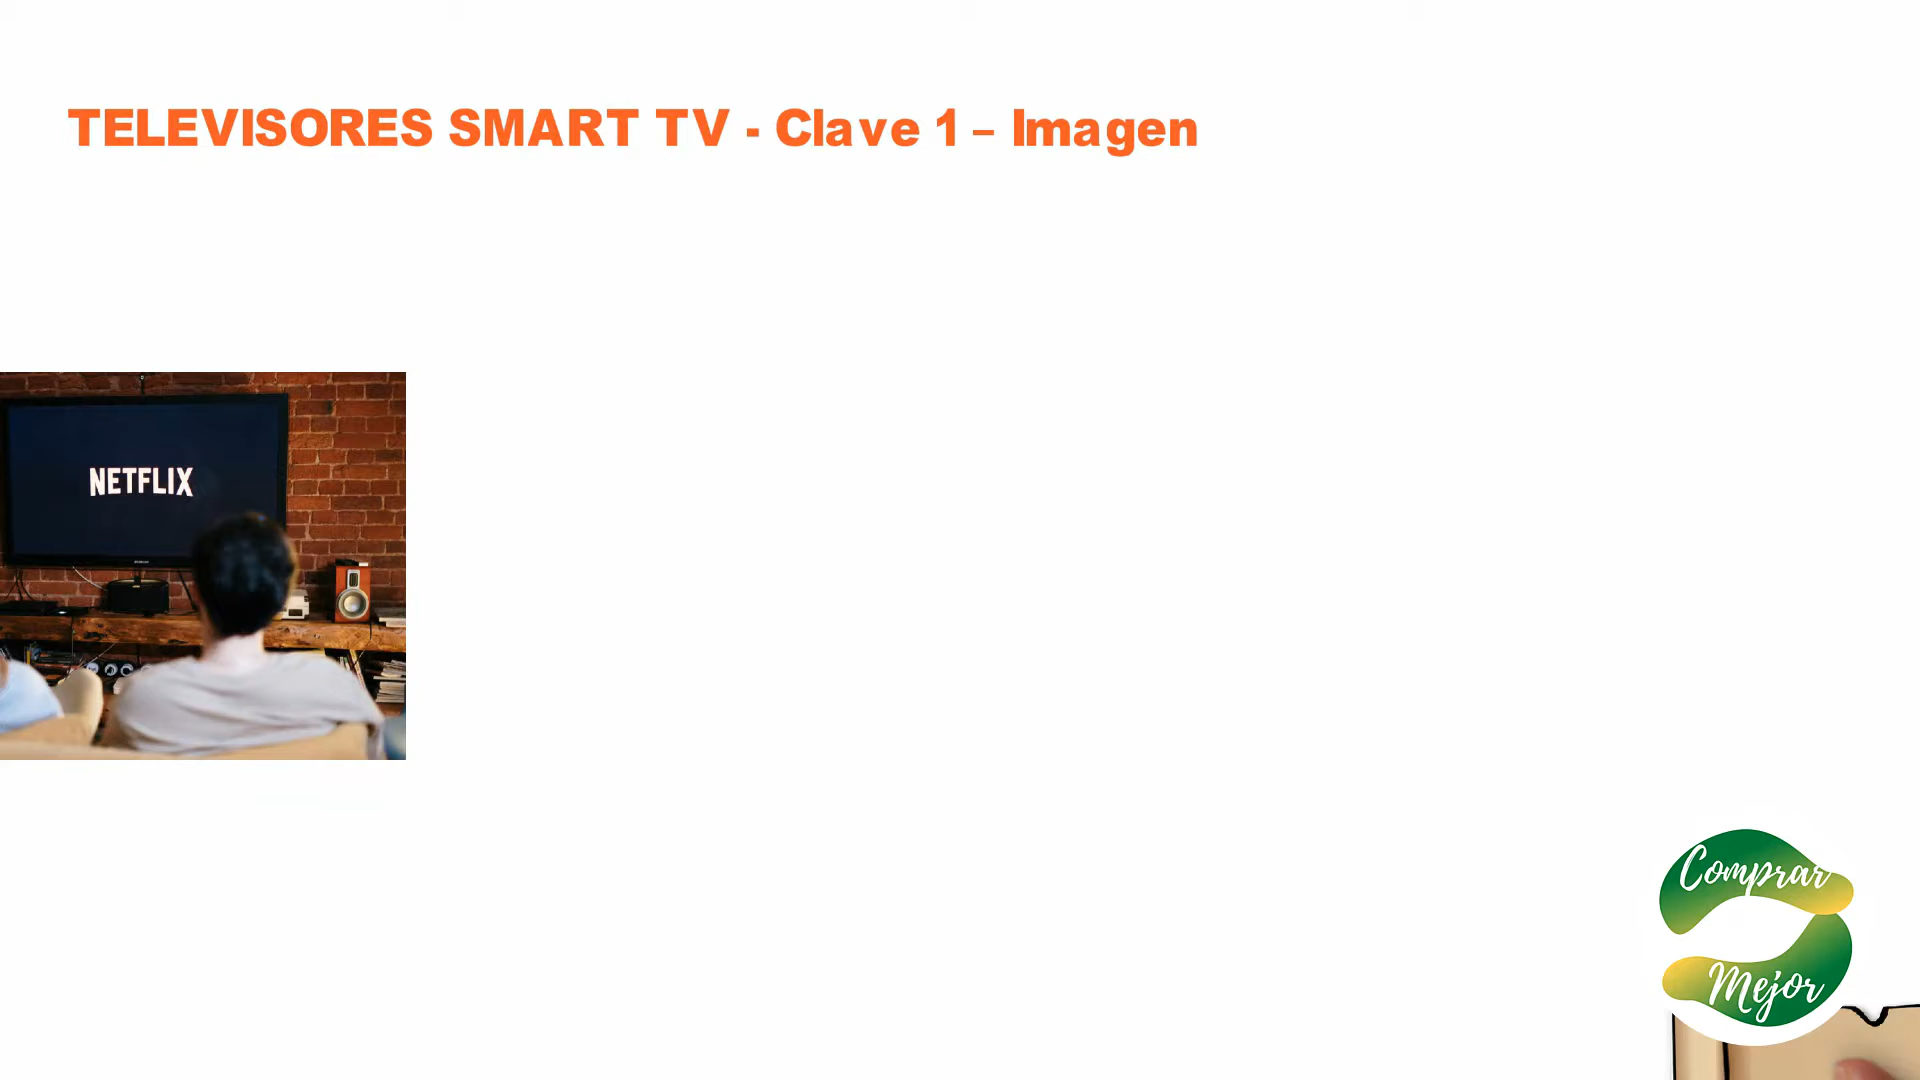 TELEVISORES SMART TV - Clave 1 – Imagen
NETFLIX
Comprar
Mejor